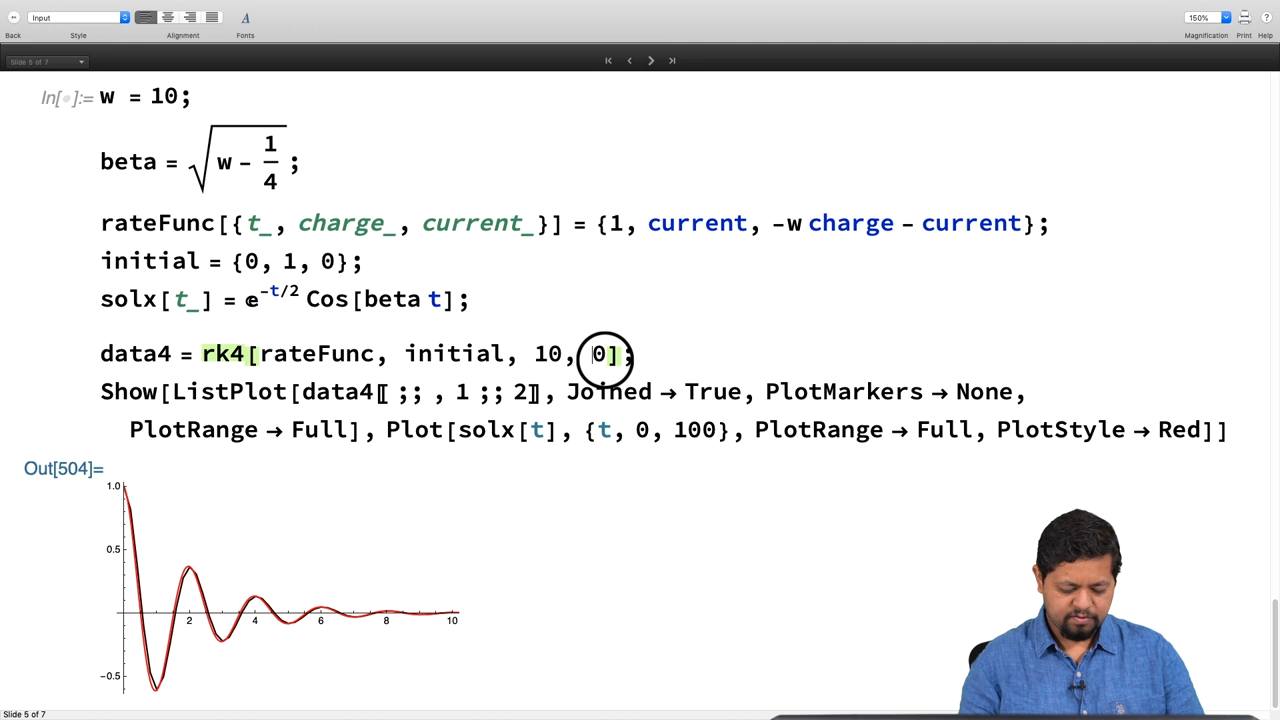 Input
A
150%
?
Back
Style
Alignment
Fonts
Magnification
Print
Help
Slide 5 of 7
In[ ]:= w = 10;
beta = √(w - 1/4);
rateFunc[{t_, charge_, current_}] = {1, current, -w charge - current};
initial = {0, 1, 0};
solx[t_] = e^-t/2 Cos[beta t];
data4 = rk4[rateFunc, initial, 10, 0];
Show[ListPlot[data4[[ ;; , 1 ;; 2]], Joined → True, PlotMarkers → None,
PlotRange → Full], Plot[solx[t], {t, 0, 100}, PlotRange → Full, PlotStyle → Red]]
Out[504]=
1.0
0.5
2 4 6 8 10
-0.5
Slide 5 of 7